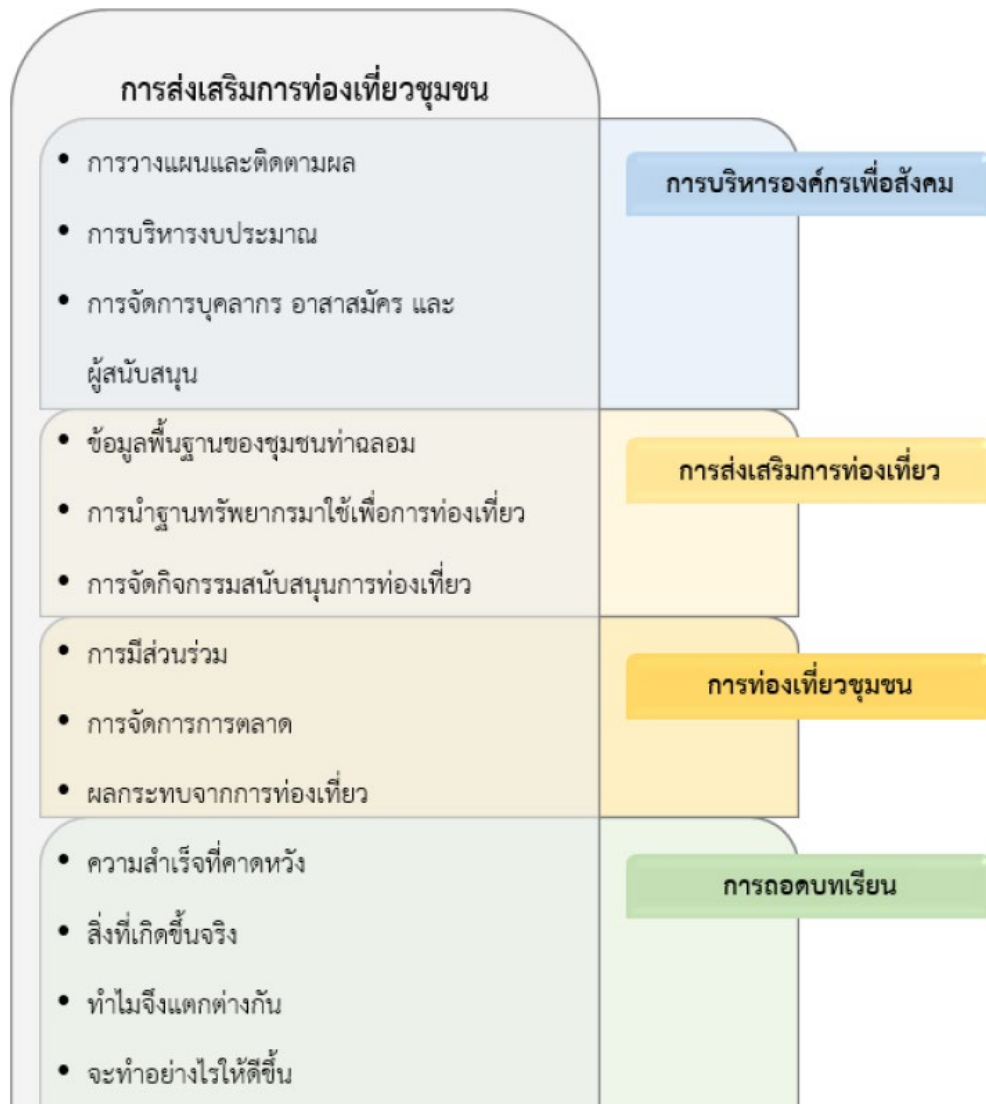 การส่งเสริมการท่องเที่ยวชุมชน
• การวางแผนและติดตามผล
• การบริหารงบประมาณ
• การจัดการบุคลากร อาสาสมัคร และ
ผู้สนับสนุน
การบริหารองค์กรเพื่อสังคม
• ข้อมูลพื้นฐานของชุมชนท่าฉลอม
• การนำฐานทรัพยากรมาใช้เพื่อการท่องเที่ยว
• การจัดกิจกรรมสนับสนุนการท่องเที่ยว
การส่งเสริมการท่องเที่ยว
• การมีส่วนร่วม
• การจัดการการตลาด
• ผลกระทบจากการท่องเที่ยว
การท่องเที่ยวชุมชน
• ความสำเร็จที่คาดหวัง
• สิ่งที่เกิดขึ้นจริง
• ทำไมจึงแตกต่างกัน
• จะทำอย่างไรให้ดีขึ้น
การถอดบทเรียน